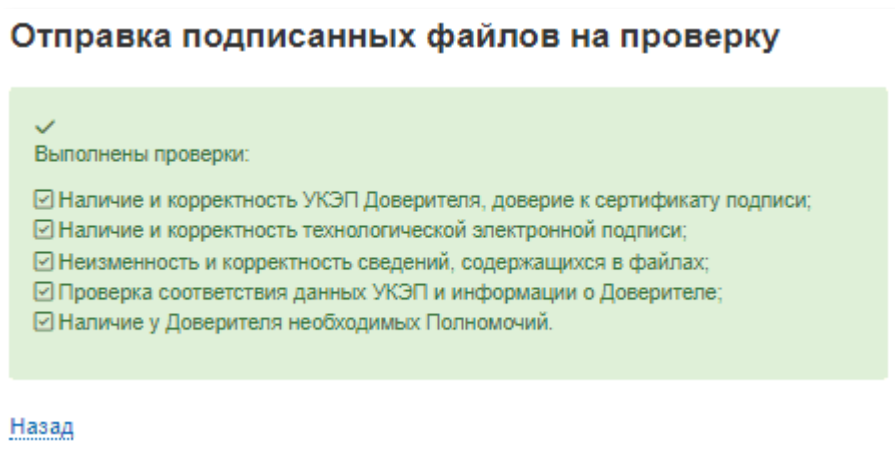 Отправка подписанных файлов на проверку
Выполнены проверки:
Наличие и корректность УКЭП Доверителя, доверие к сертификату подписи;
Наличие и корректность технологической электронной подписи;
Неизменность и корректность сведений, содержащихся в файлах;
Проверка соответствия данных УКЭП и информации о Доверителе;
Наличие у Доверителя необходимых Полномочий.
Назад